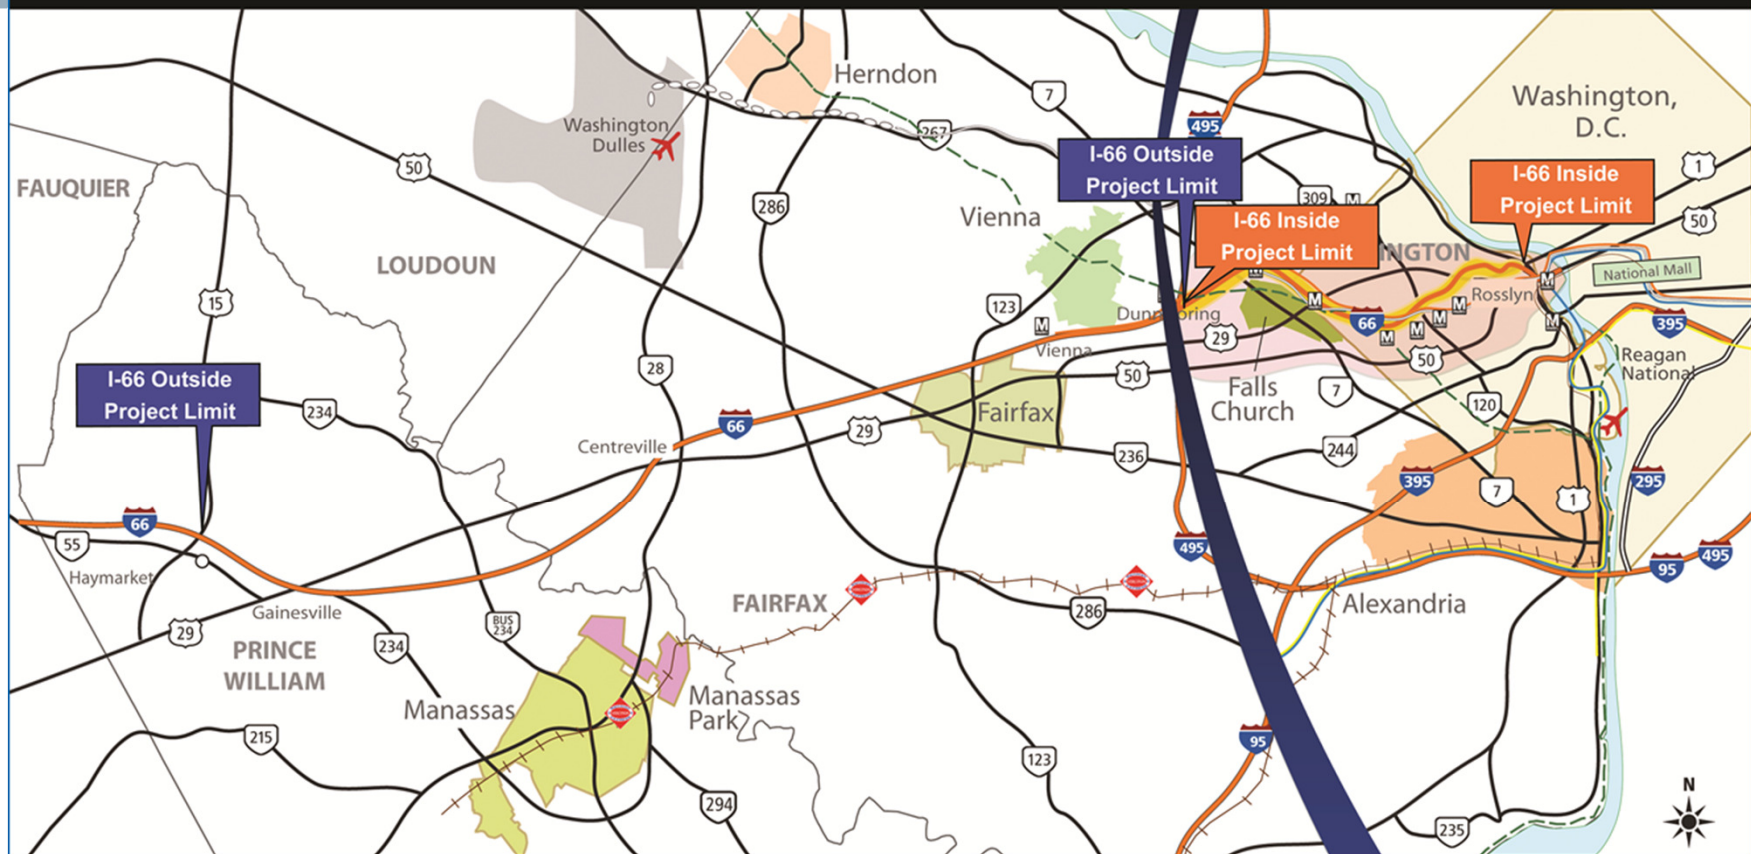 Herndon
7
Washington,
D.C.
495
267
Washington
Dulles
I-66 Outside
Project Limit
I-66 Inside
Project Limit
1
50
FAUQUIER
50
286
309
M
Vienna
I-66 Inside
Project Limit
50
INGTON
LOUDOUN
National Mall
M
M
Rosslyn
15
123
M
M
Dunn
oring
66
M
M
M
M
395
29
M
Vienna
50
Reagan
National
28
50
I-66 Outside
Project Limit
Falls
Church
7
120
234
Fairfax
66
29
Centreville
236
244
395
7
1
295
66
55
495
495
95
Haymarket
FAIRFAX
286
Alexandria
Gainesville
29
BUS
234
234
PRINCE
WILLIAM
Manassas
Manassas
Park
215
95
123
N
294
235